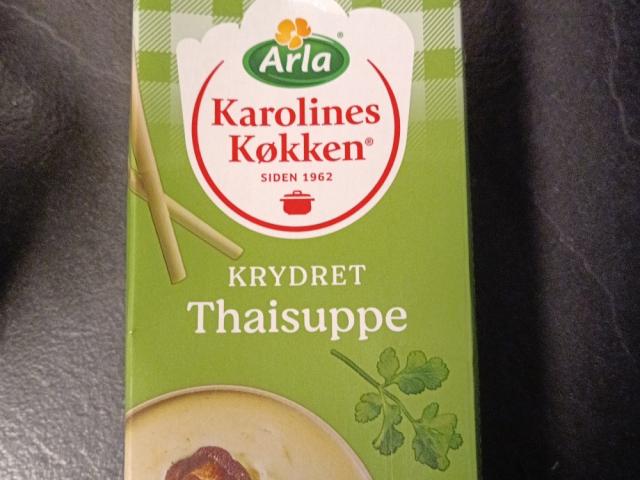 Arla®
Karolines
Køkken®
SIDEN 1962
KRYDRET
Thaisuppe